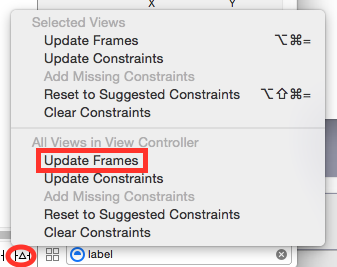 X Y
Selected Views
Update Frames ⌥⌘=
Update Constraints
Add Missing Constraints
Reset to Suggested Constraints ⌥⇧⌘=
Clear Constraints
All Views in View Controller
Update Frames
Update Constraints
Add Missing Constraints
Reset to Suggested Constraints
Clear Constraints
label